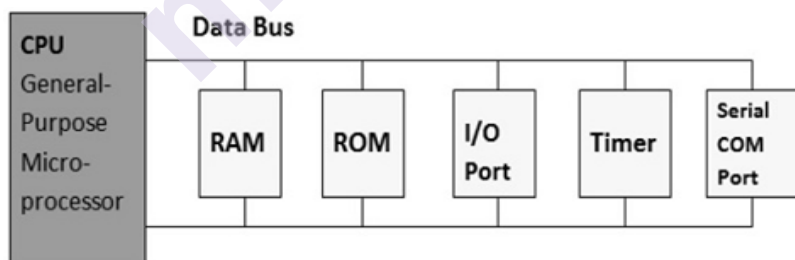 Data Bus
CPU
General-
Purpose
Micro-
processor
RAM
ROM
I/O
Port
Timer
Serial
COM
Port